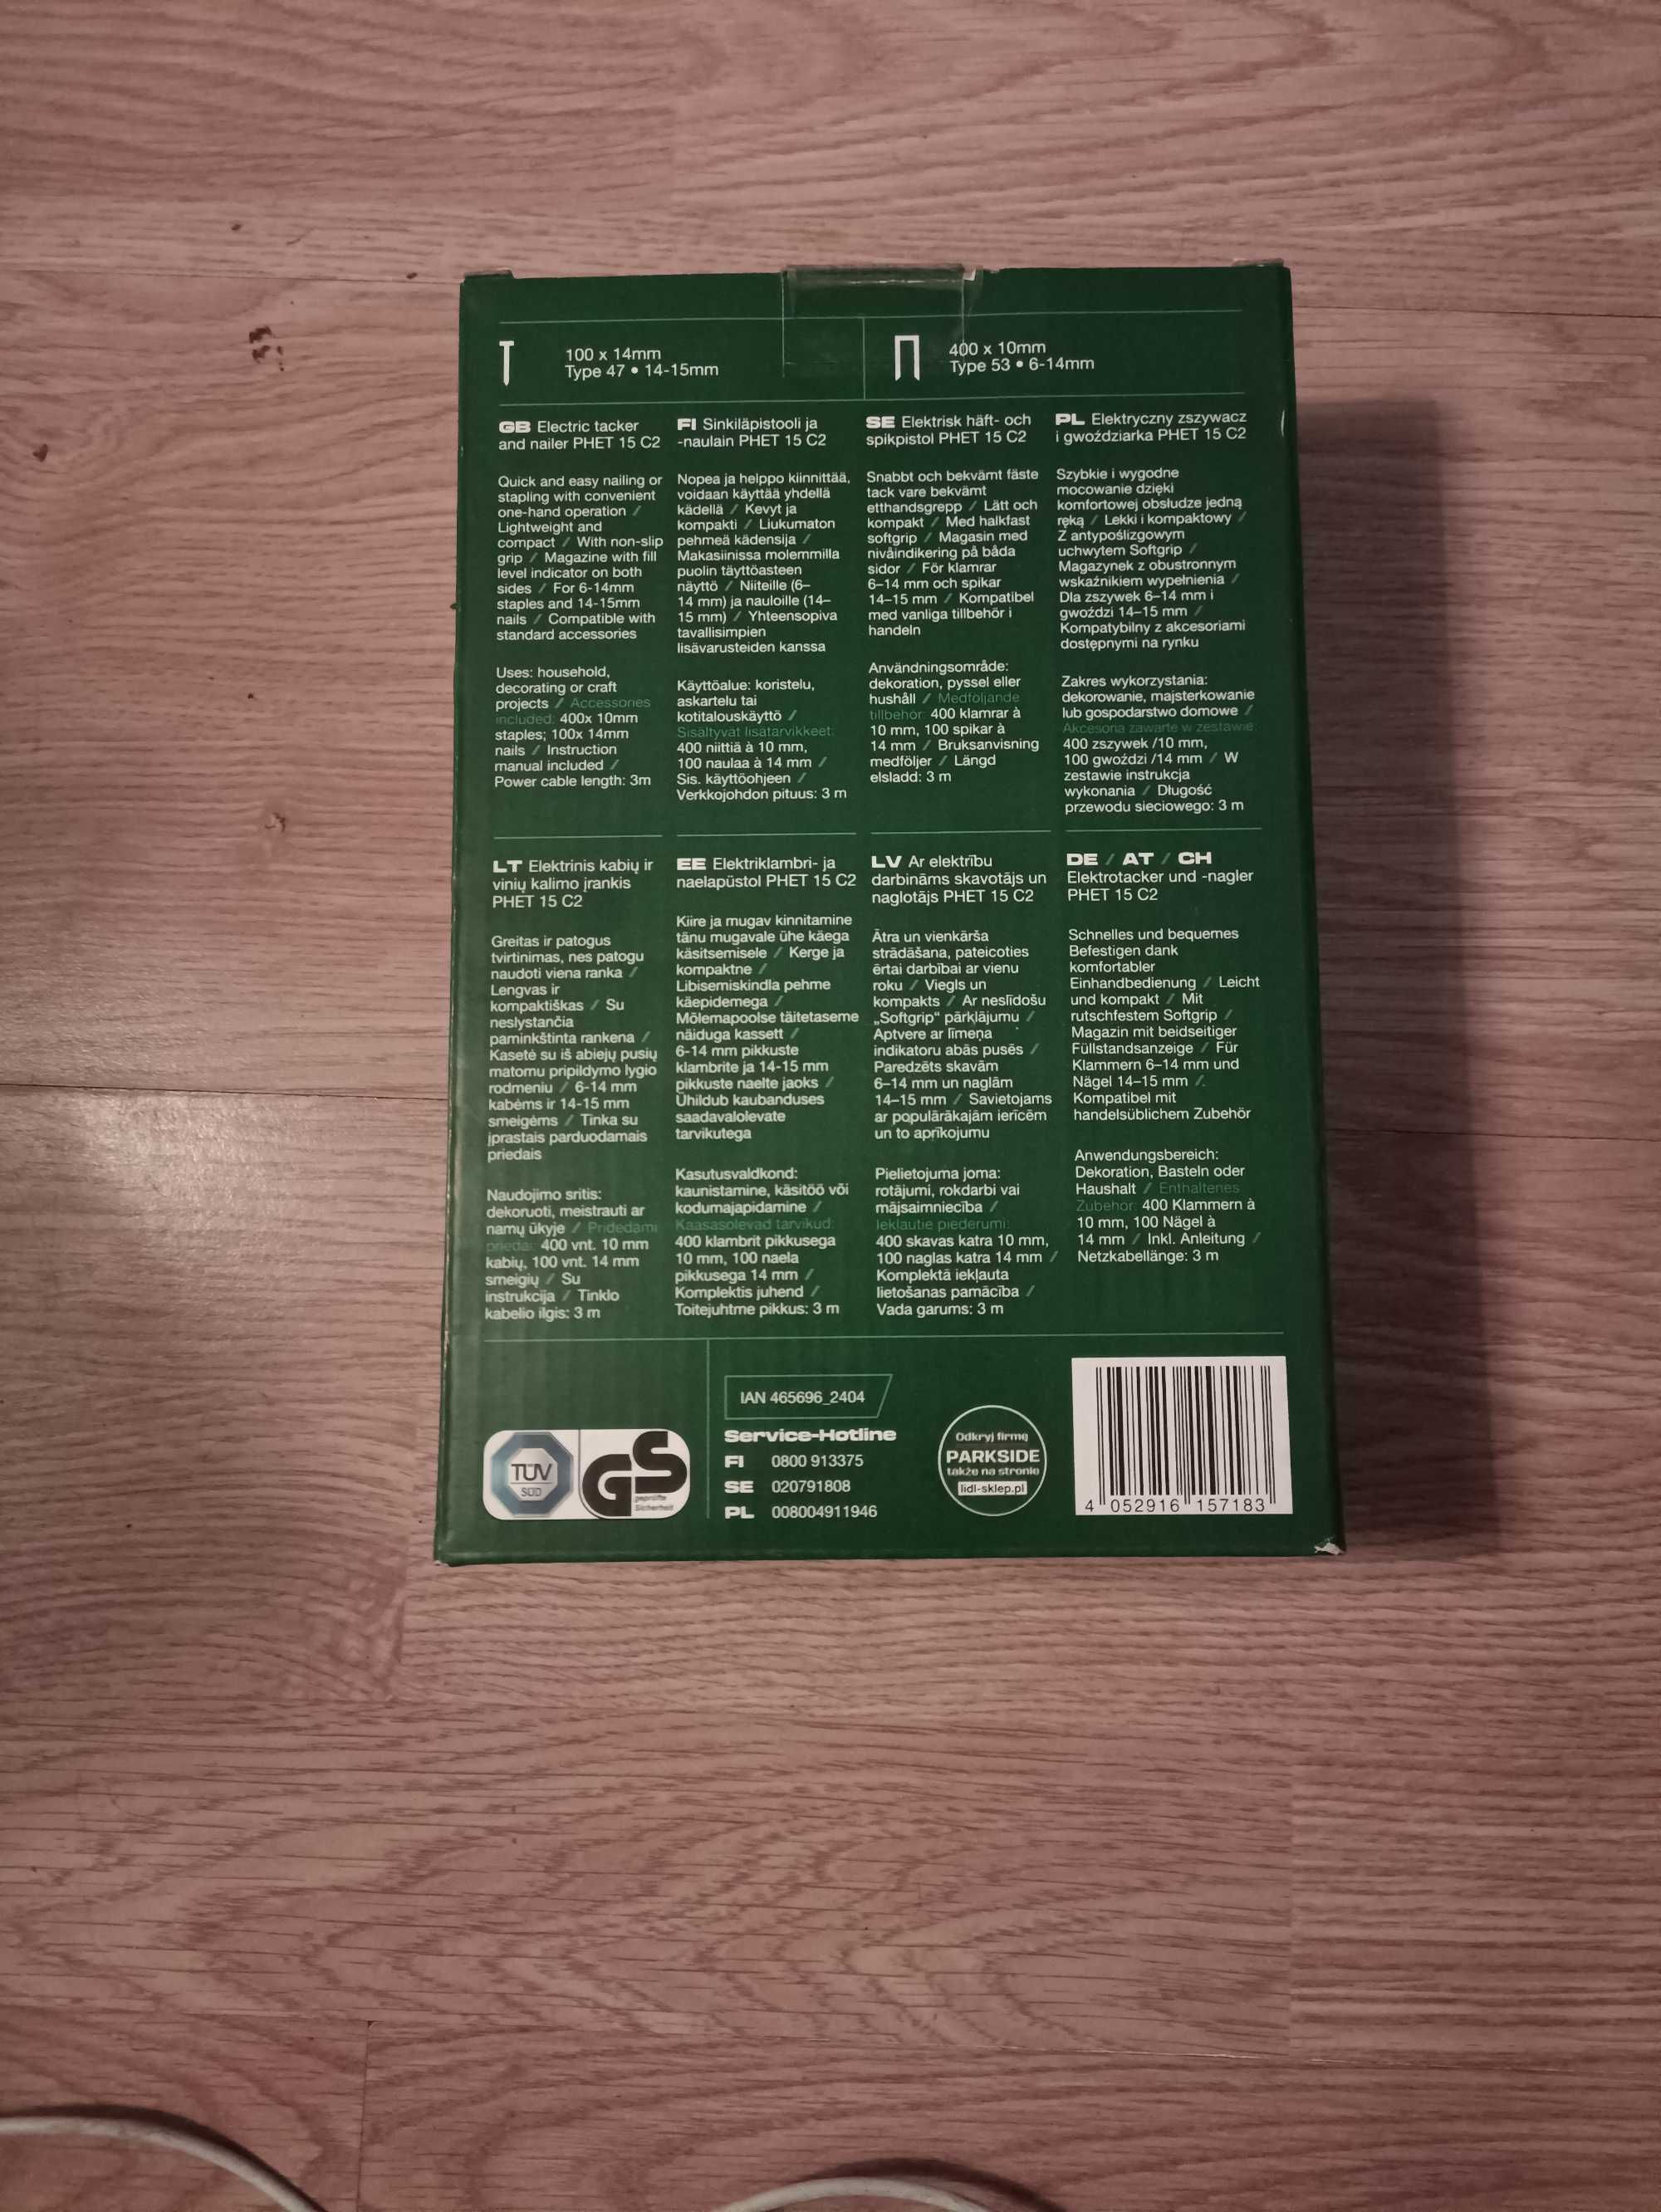 100 x 14mm
Type 47 • 14-15mm
400 x 10mm
Type 53 • 6-14mm
GB Electric tacker
and nailer PHET 15 C2
Quick and easy nailing or
stapling with convenient
one-hand operation /
Lightweight and
compact / With non-slip
grip / Magazine with fill
level indicator on both
sides / For 6-14mm
staples and 14-15mm
nails / Compatible with
standard accessories
Uses: household,
decorating or craft
projects / Accessories
included: 400x 10mm
staples; 100x 14mm
nails / Instruction
manual included /
Power cable length: 3m
FI Sinkiläpistooli ja
-naulain PHET 15 C2
Nopea ja helppo kiinnittää,
voidaan käyttää yhdellä
kädellä / Kevyt ja
kompakti / Liukumaton
pehmeä kädensija /
Makasiinissa molemmilla
puolin täyttöasteen
näyttö / Niiteille (6–
14 mm) ja nauloille (14–
15 mm) / Yhteensopiva
tavallisimpien
lisävarusteiden kanssa
Käyttöalue: koristelu,
askartelu tai
kotitalouskäyttö /
Sisältyvät lisätarvikkeet:
400 niittiä à 10 mm,
100 naulaa à 14 mm /
Sis. käyttöohjeen /
Verkkojohdon pituus: 3 m
SE Elektrisk häft- och
spikpistol PHET 15 C2
Snabbt och bekvämt fäste
tack vare bekvämt
etthandsgrepp / Lätt och
kompakt / Med halkfast
softgrip / Magasin med
nivåindikering på båda
sidor / För klamrar
6–14 mm och spikar
14–15 mm / Kompatibel
med vanliga tillbehör i
handeln
Användningsområde:
dekoration, pyssel eller
hushåll / Medföljande
tillbehör: 400 klamrar à
10 mm, 100 spikar à
14 mm / Bruksanvisning
medföljer / Längd
elsladd: 3 m
PL Elektryczny zszywacz
i gwoździarka PHET 15 C2
Szybkie i wygodne
mocowanie dzięki
komfortowej obsłudze jedną
ręką / Lekki i kompaktowy /
Z antypoślizgowym
uchwytem Softgrip /
Magazynek z obustronnym
wskaźnikiem wypełnienia /
Dla zszywek 6–14 mm i
gwoździ 14–15 mm /
Kompatybilny z akcesoriami
dostępnymi na rynku
Zakres wykorzystania:
dekorowanie, majsterkowanie
lub gospodarstwo domowe /
Akcesoria zawarte w zestawie:
400 zszywek /10 mm,
100 gwoździ /14 mm / W
zestawie instrukcja
wykonania / Długość
przewodu sieciowego: 3 m
LT Elektrinis kabių ir
vinių kalimo įrankis
PHET 15 C2
Greitas ir patogus
tvirtinimas, nes patogu
naudoti viena ranka /
Lengvas ir
kompaktiškas / Su
neslystančia
paminkštinta rankena /
Kasetė su iš abiejų pusių
matomu pripildymo lygio
rodmeniu / 6-14 mm
kabėms ir 14-15 mm
smeigėms / Tinka su
įprastais parduodamais
priedais
Naudojimo sritis:
dekoruoti, meistrauti ar
namų ūkyje / Pridedami
priedai: 400 vnt. 10 mm
kabių, 100 vnt. 14 mm
smeigių / Su
instrukcija / Tinklo
kabelio ilgis: 3 m
EE Elektriklambri- ja
naelapüstol PHET 15 C2
Kiire ja mugav kinnitamine
tänu mugavale ühe käega
käsitsemisele / Kerge ja
kompaktne /
Libisemiskindla pehme
käepidemega /
Mõlemapoolse täitetaseme
näiduga kassett /
6-14 mm pikkuste
klambrite ja 14-15 mm
pikkuste naelte jaoks /
Ühildub kaubanduses
saadavalolevate
tarvikutega
Kasutusvaldkond:
kaunistamine, käsitöö või
kodumajapidamine /
Kaasasolevad tarvikud:
400 klambrit pikkusega
10 mm, 100 naela
pikkusega 14 mm /
Komplektis juhend /
Toitejuhtme pikkus: 3 m
LV Ar elektrību
darbināms skavotājs un
naglotājs PHET 15 C2
Ātra un vienkārša
strādāšana, pateicoties
ērtai darbībai ar vienu
roku / Viegls un
kompakts / Ar neslīdošu
„Softgrip“ pārklājumu /
Aptvere ar līmeņa
indikatoru abās pusēs /
Paredzēts skavām
6–14 mm un naglām
14–15 mm / Savietojams
ar populārākajām ierīcēm
un to aprīkojumu
Pielietojuma joma:
rotājumi, rokdarbi vai
mājsaimniecība /
Iekļautie piederumi:
400 skavas katra 10 mm,
100 naglas katra 14 mm /
Komplektā iekļauta
lietošanas pamācība /
Vada garums: 3 m
DE / AT / CH
Elektrotacker und -nagler
PHET 15 C2
Schnelles und bequemes
Befestigen dank
komfortabler
Einhandbedienung / Leicht
und kompakt / Mit
rutschfestem Softgrip /
Magazin mit beidseitiger
Füllstandsanzeige / Für
Klammern 6–14 mm und
Nägel 14–15 mm /
Kompatibel mit
handelsüblichem Zubehör
Anwendungsbereich:
Dekoration, Basteln oder
Haushalt / Enthaltenes
Zubehör: 400 Klammern à
10 mm, 100 Nägel à
14 mm / Inkl. Anleitung /
Netzkabellänge: 3 m
TÜV
SÜD
GS
geprüfte
Sicherheit
IAN 465696_2404
Service-Hotline
FI 0800 913375
SE 020791808
PL 008004911946
Odkryj firmę
PARKSIDE
także na stronie
lidl-sklep.pl
4 052916 157183